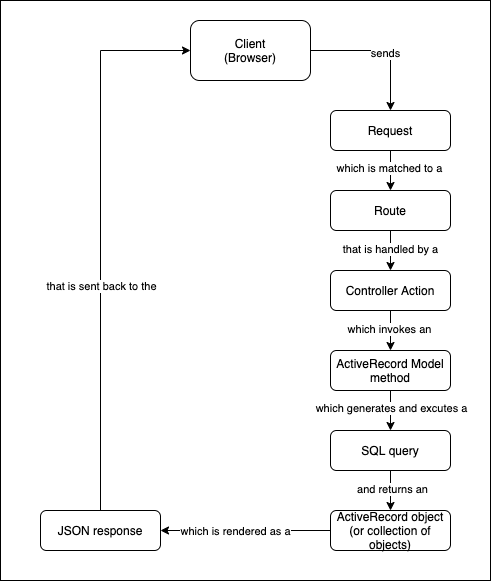 Client
(Browser)
sends
Request
which is matched to a
Route
that is handled by a
Controller Action
that is sent back to the
which invokes an
ActiveRecord Model
method
which generates and excutes a
SQL query
and returns an
ActiveRecord object
(or collection of
objects)
which is rendered as a
JSON response